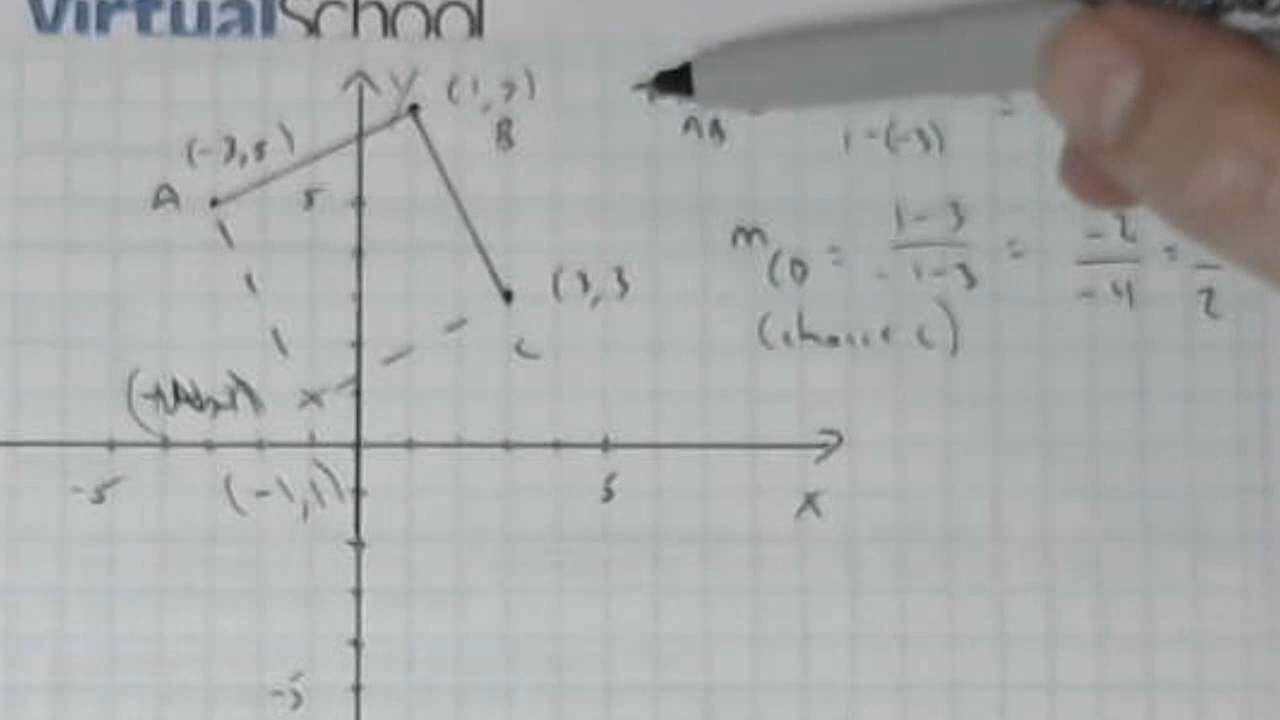 VirtualSchool
y (1,7)
B
(-3,5)
A 5
AB
1-(-3) =
m CD = 1-3 / -1-3 = -2 / -4 = / 2
(choice C)
(3,3
C
x
(-1,1)
-5 5 x
-5